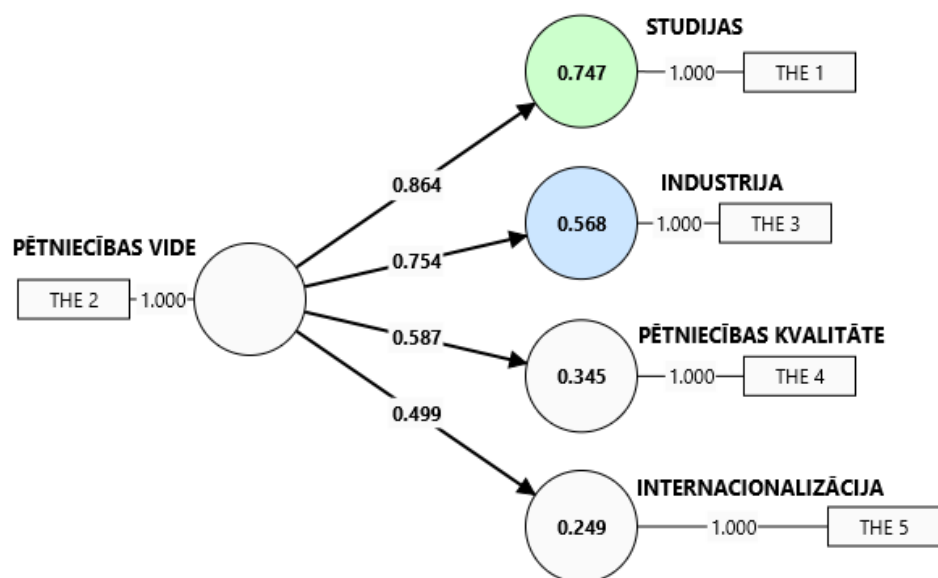 STUDIJAS
0.747
1.000
THE 1
0.864
INDUSTRIJA
0.568
1.000
THE 3
0.754
PĒTNIECĪBAS VIDE
THE 2
1.000
0.587
PĒTNIECĪBAS KVALITĀTE
0.345
1.000
THE 4
0.499
INTERNACIONALIZĀCIJA
0.249
1.000
THE 5